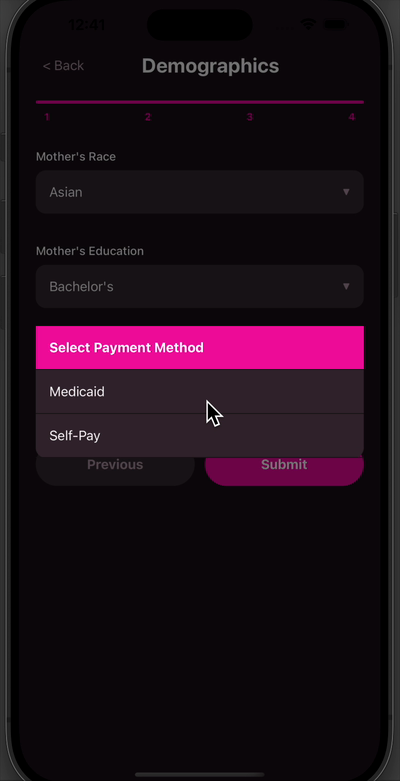 12:41
< Back
Demographics
1 2 3 4
Mother's Race
Asian
Mother's Education
Bachelor's
Select Payment Method
Medicaid
Self-Pay
Previous
Submit